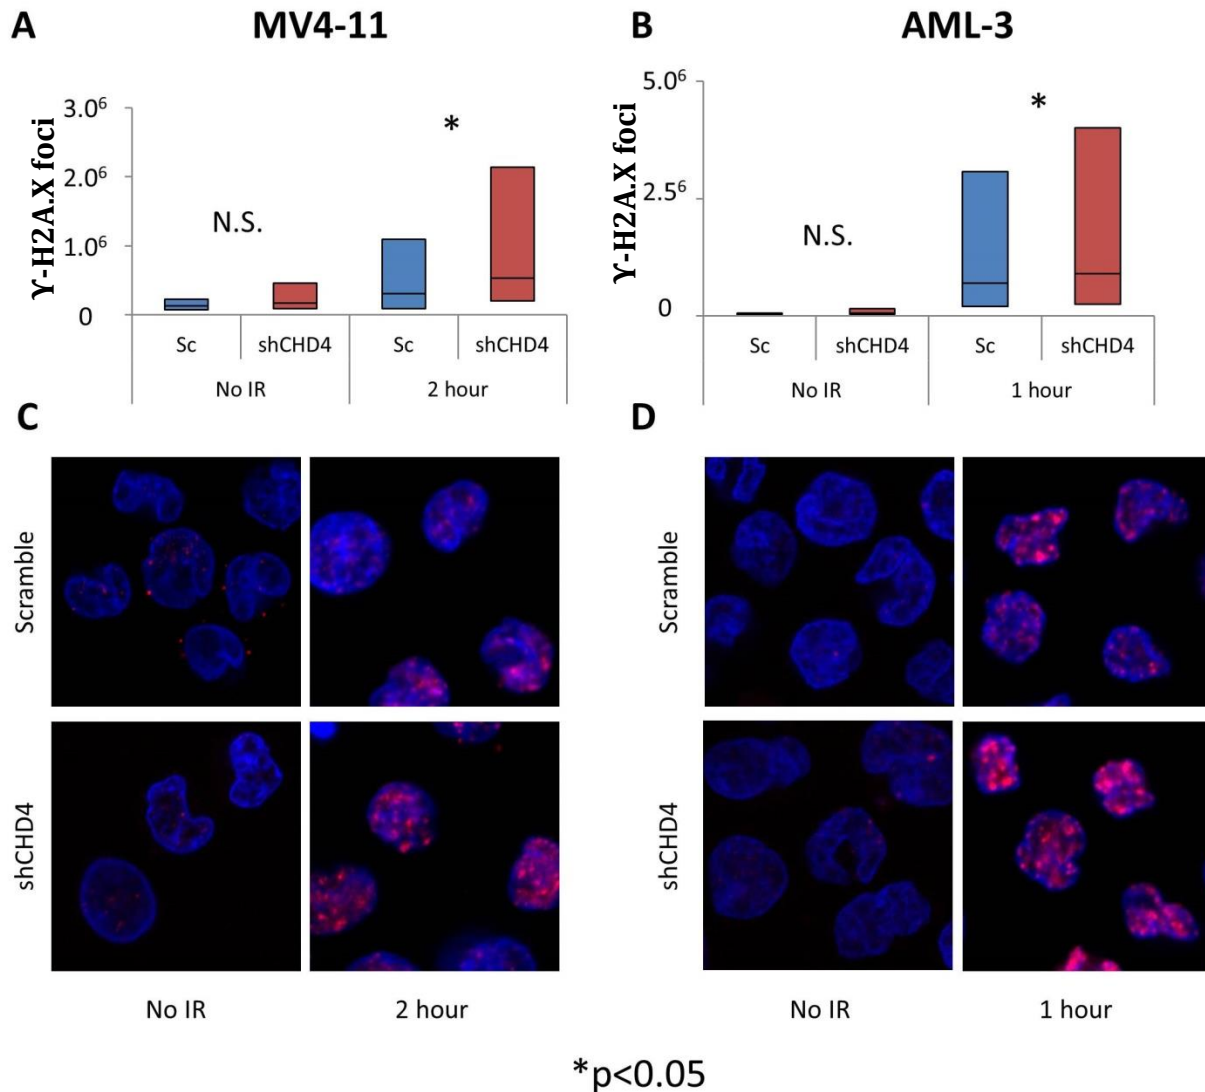 A
MV4-11
B
AML-3
ϒ-H2A.X foci
3.0⁶
2.0⁶
1.0⁶
0
N.S.
*
Sc
shCHD4
Sc
shCHD4
No IR
2 hour
ϒ-H2A.X foci
5.0⁶
2.5⁶
0
N.S.
*
Sc
shCHD4
Sc
shCHD4
No IR
1 hour
C
D
Scramble
shCHD4
No IR
2 hour
Scramble
shCHD4
No IR
1 hour
*p<0.05